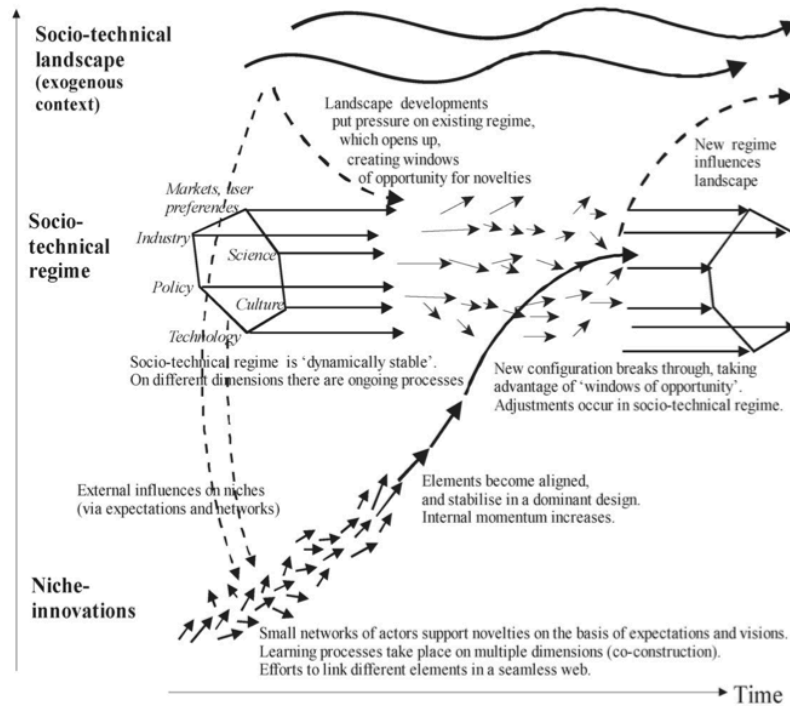 Socio-technical
landscape
(exogenous
context)
Landscape developments
put pressure on existing regime,
which opens up,
creating windows
of opportunity for novelties
New regime
influences
landscape
Markets, user
preferences
Socio-
technical
regime
Industry
Science
Policy
Culture
Technology
Socio-technical regime is ‘dynamically stable’.
On different dimensions there are ongoing processes
New configuration breaks through, taking
advantage of ‘windows of opportunity’.
Adjustments occur in socio-technical regime.
External influences on niches
(via expectations and networks)
Elements become aligned,
and stabilise in a dominant design.
Internal momentum increases.
Niche-
innovations
Small networks of actors support novelties on the basis of expectations and visions.
Learning processes take place on multiple dimensions (co-construction).
Efforts to link different elements in a seamless web.
Time